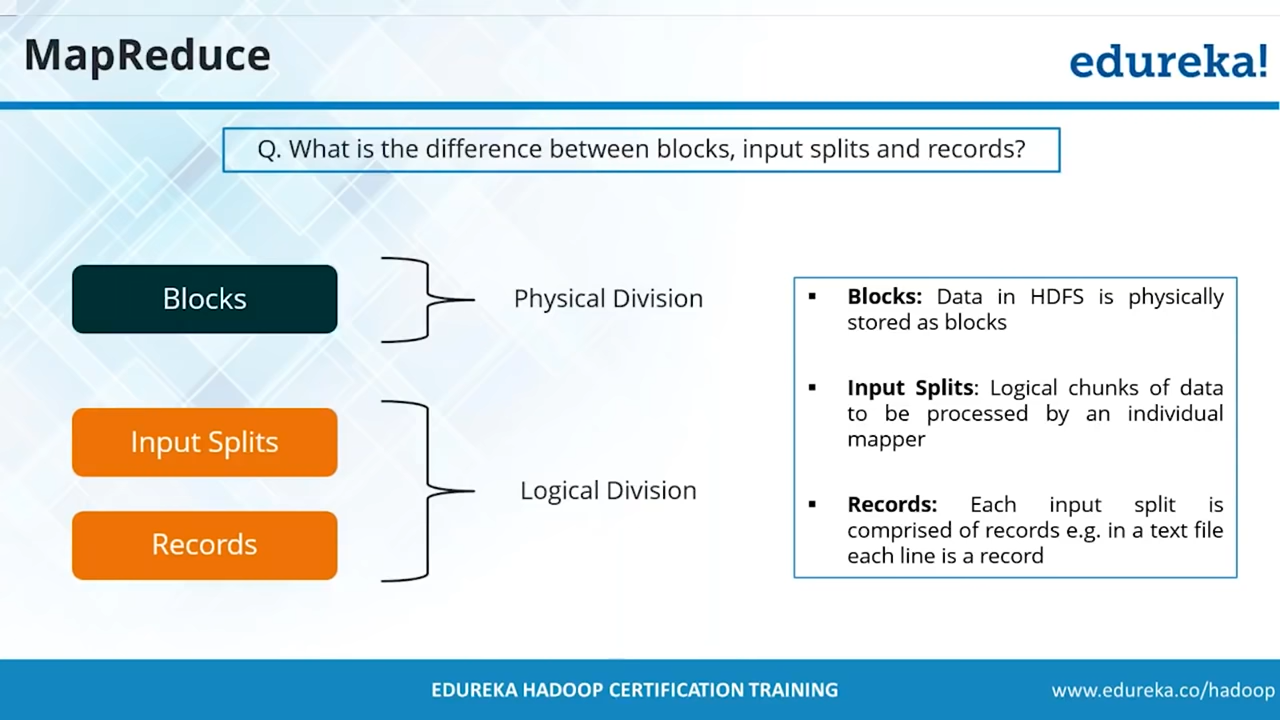 MapReduce
edureka!
Q. What is the difference between blocks, input splits and records?
Blocks
Physical Division
Input Splits
Records
Logical Division
▪ Blocks: Data in HDFS is physically
stored as blocks
▪ Input Splits: Logical chunks of data
to be processed by an individual
mapper
▪ Records: Each input split is
comprised of records e.g. in a text file
each line is a record
EDUREKA HADOOP CERTIFICATION TRAINING
www.edureka.co/hadoop